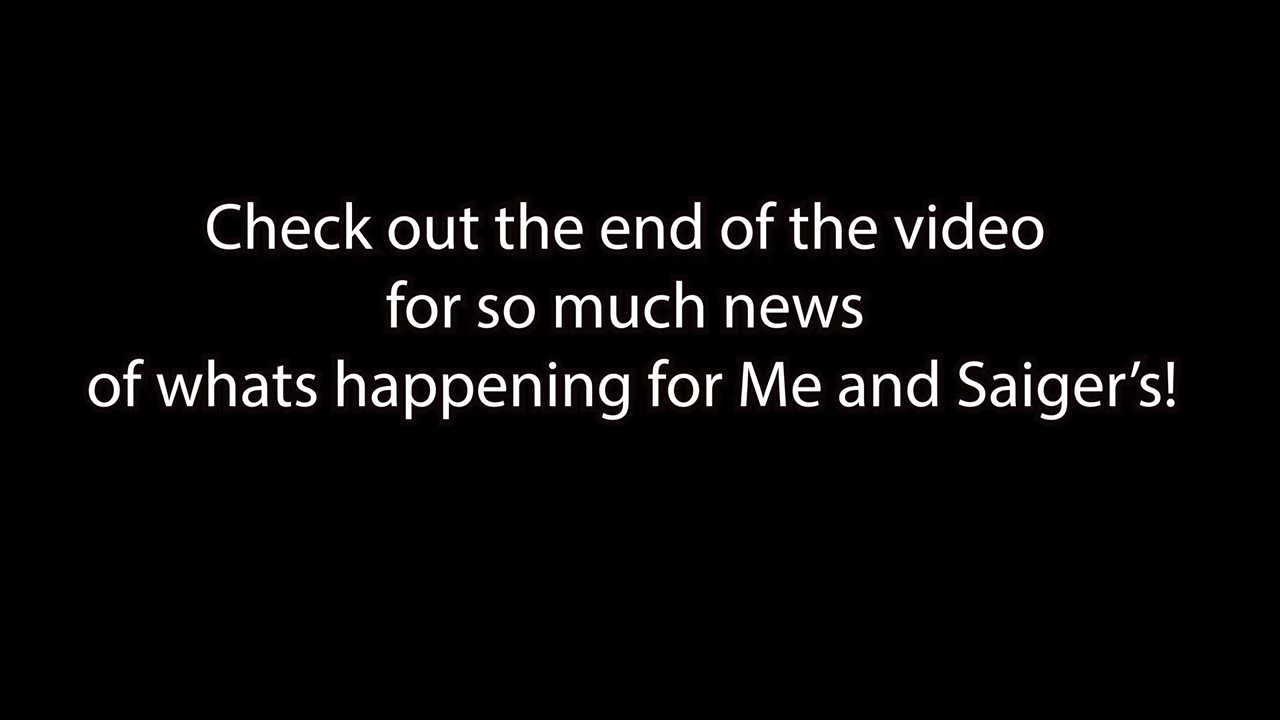 Check out the end of the video
for so much news
of whats happening for Me and Saiger’s!